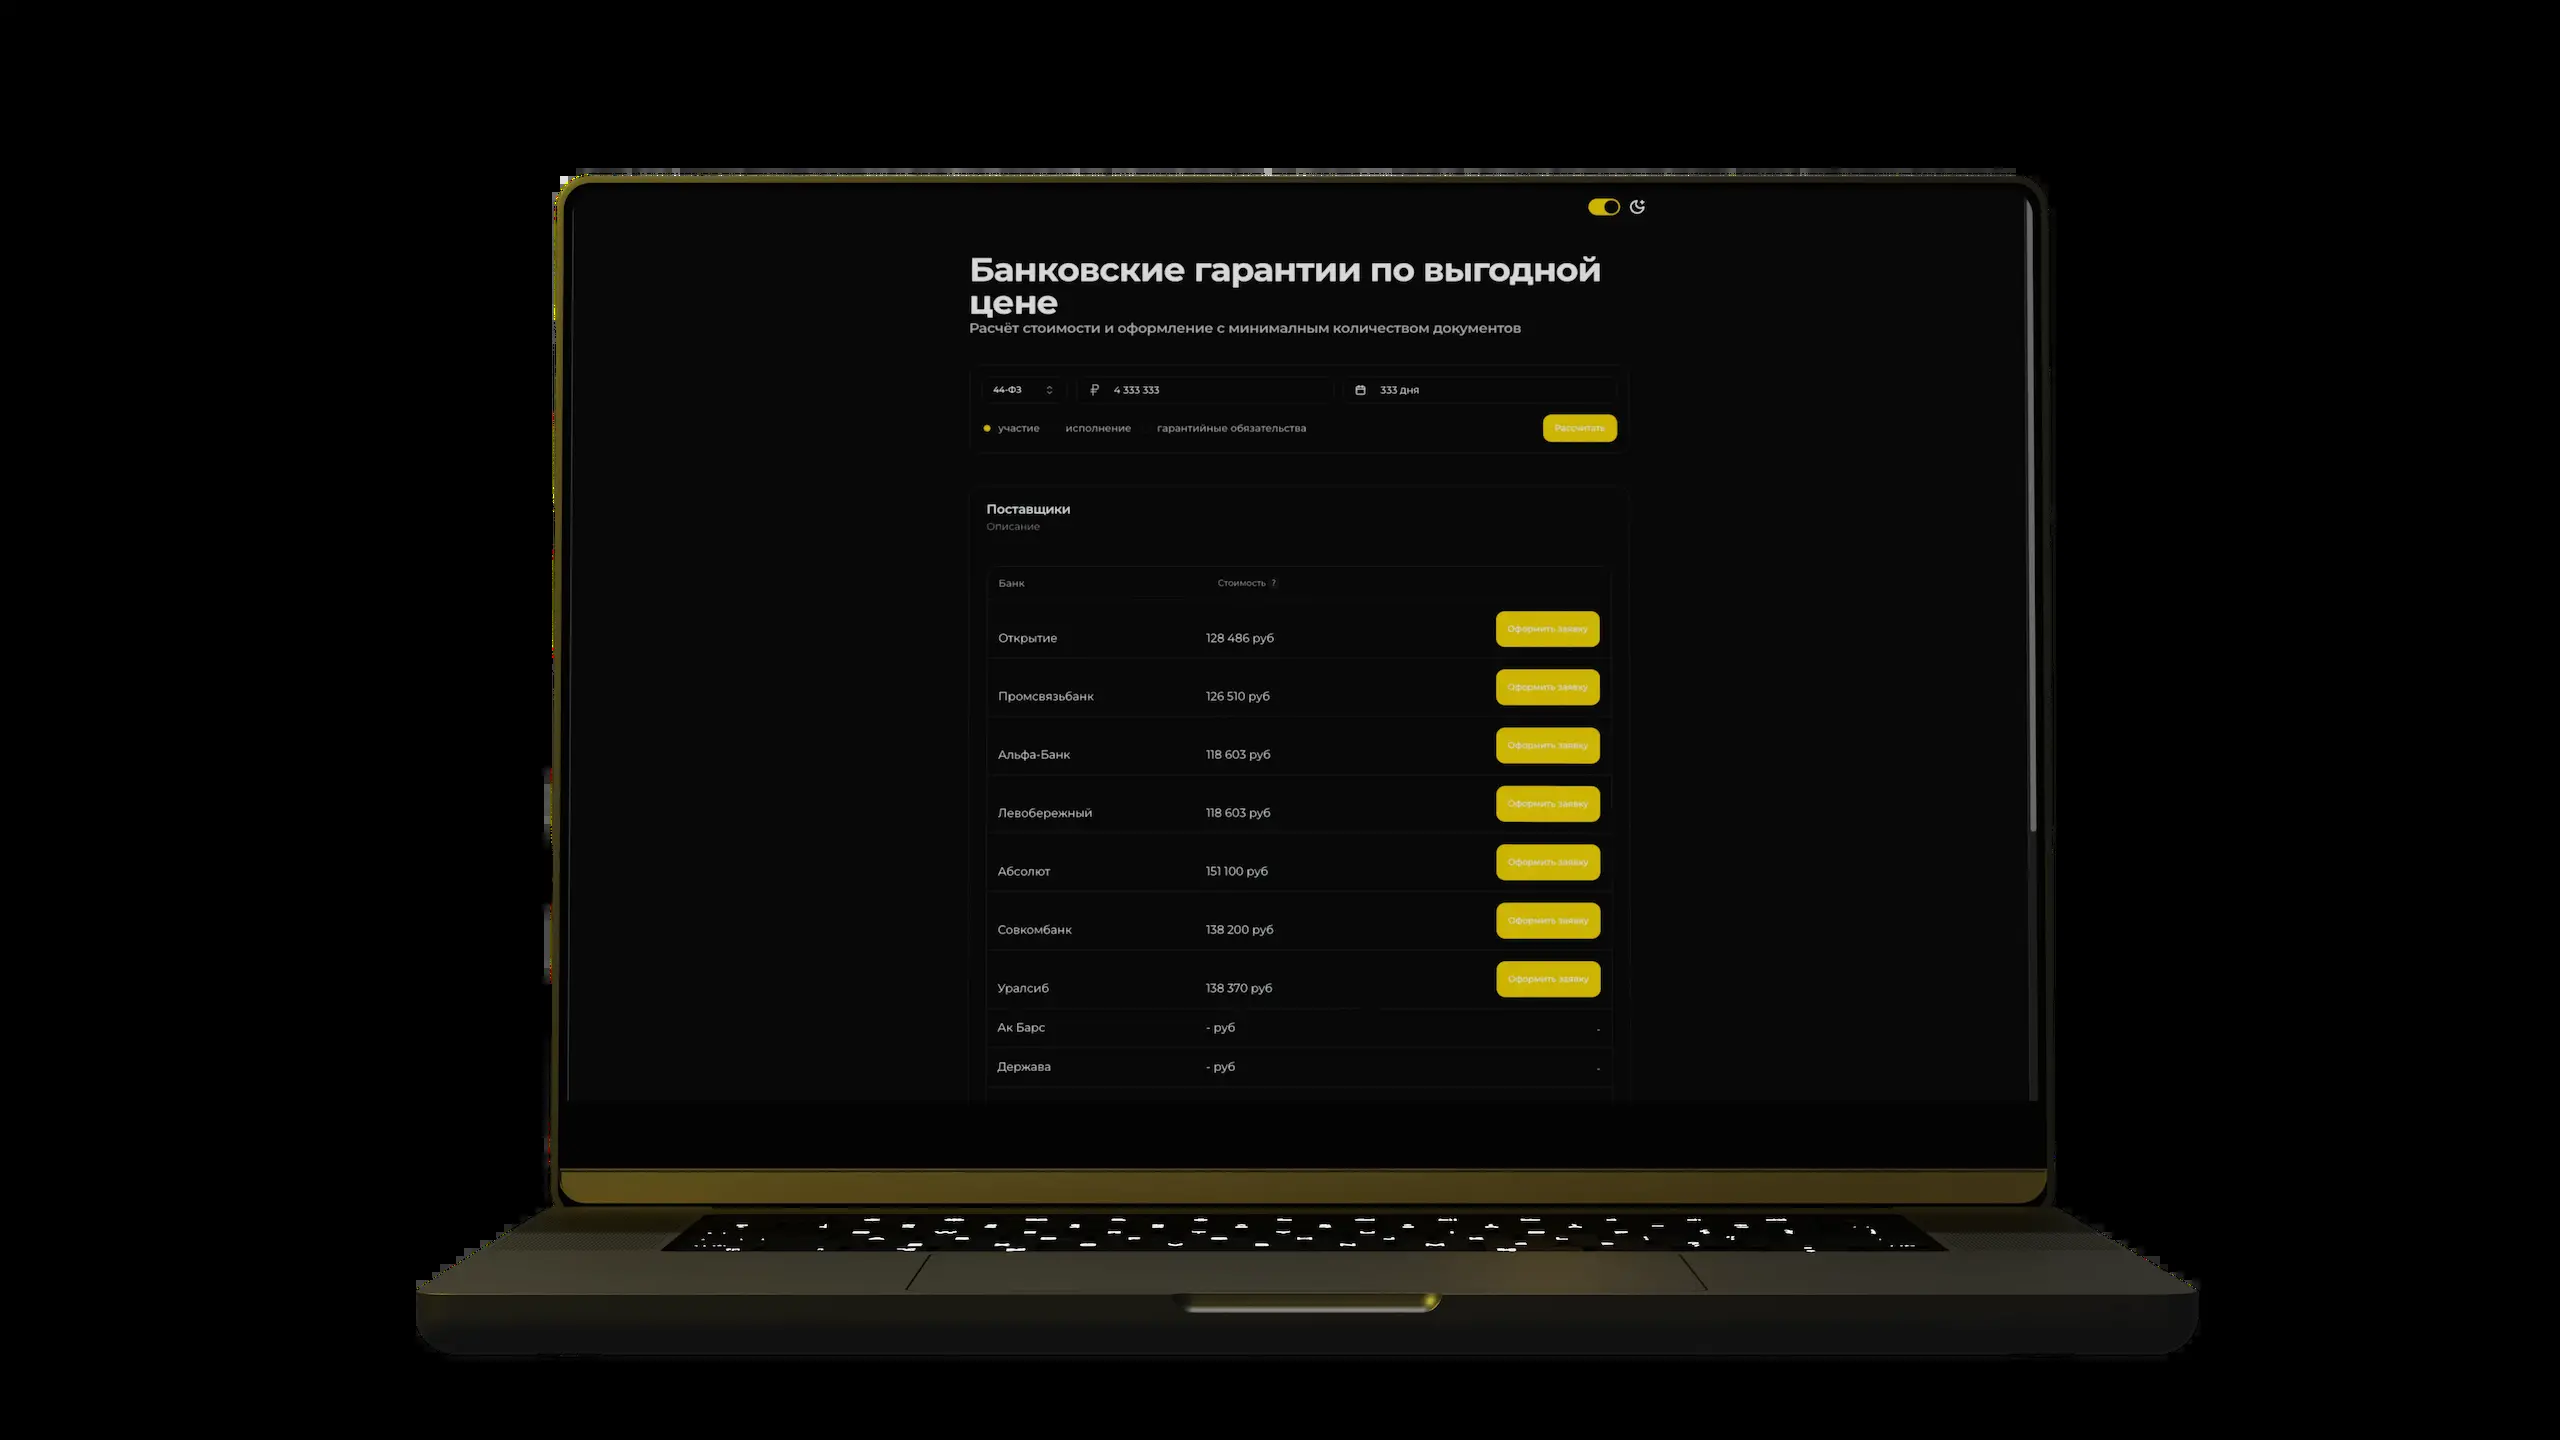 Банковские гарантии по выгодной
цене
Расчёт стоимости и оформление с минималным количеством документов
44-ФЗ ₽ 4 333 333 333 дня
участие исполнение гарантийные обязательства Рассчитать
Поставщики
Описание
Банк Стоимость ?
Открытие 128 486 руб Оформить заявку
Промсвязьбанк 126 510 руб Оформить заявку
Альфа-Банк 118 603 руб Оформить заявку
Левобережный 118 603 руб Оформить заявку
Абсолют 151 100 руб Оформить заявку
Совкомбанк 138 200 руб Оформить заявку
Уралсиб 138 370 руб Оформить заявку
Ак Барс - руб -
Держава - руб -